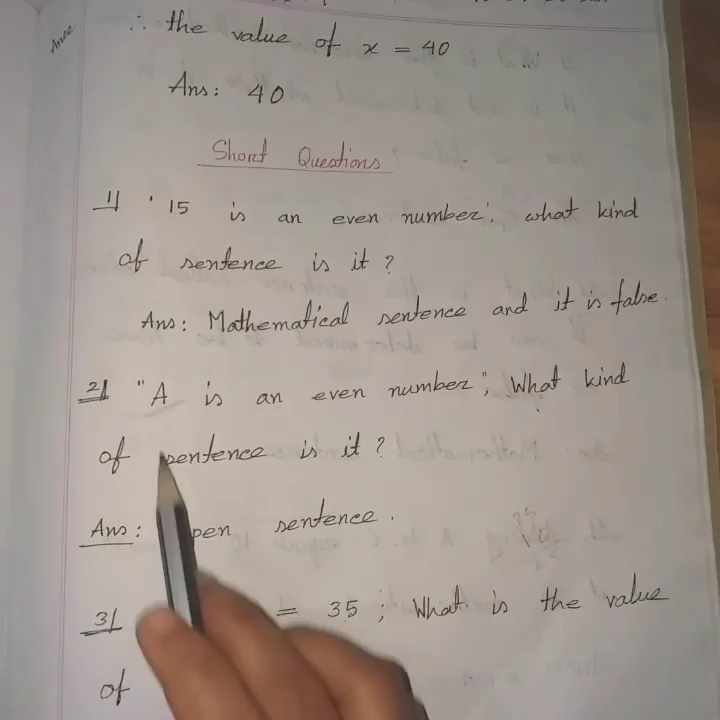 ∴ the value of x = 40
Ans: 40
Short Questions
1/ '15 is an even number'. what kind
of sentence is it?
Ans: Mathematical sentence and it is false.
2/ "A is an even number"; What kind
of sentence is it?
Ans: pen sentence.
3/ = 35; What is the value
of